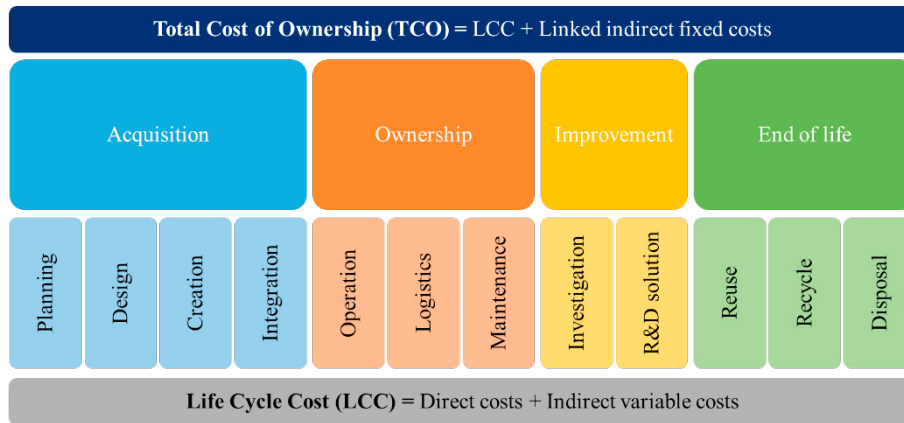 Total Cost of Ownership (TCO) = LCC + Linked indirect fixed costs
Acquisition
Ownership
Improvement
End of life
Planning
Design
Creation
Integration
Operation
Logistics
Maintenance
Investigation
R&D solution
Reuse
Recycle
Disposal
Life Cycle Cost (LCC) = Direct costs + Indirect variable costs